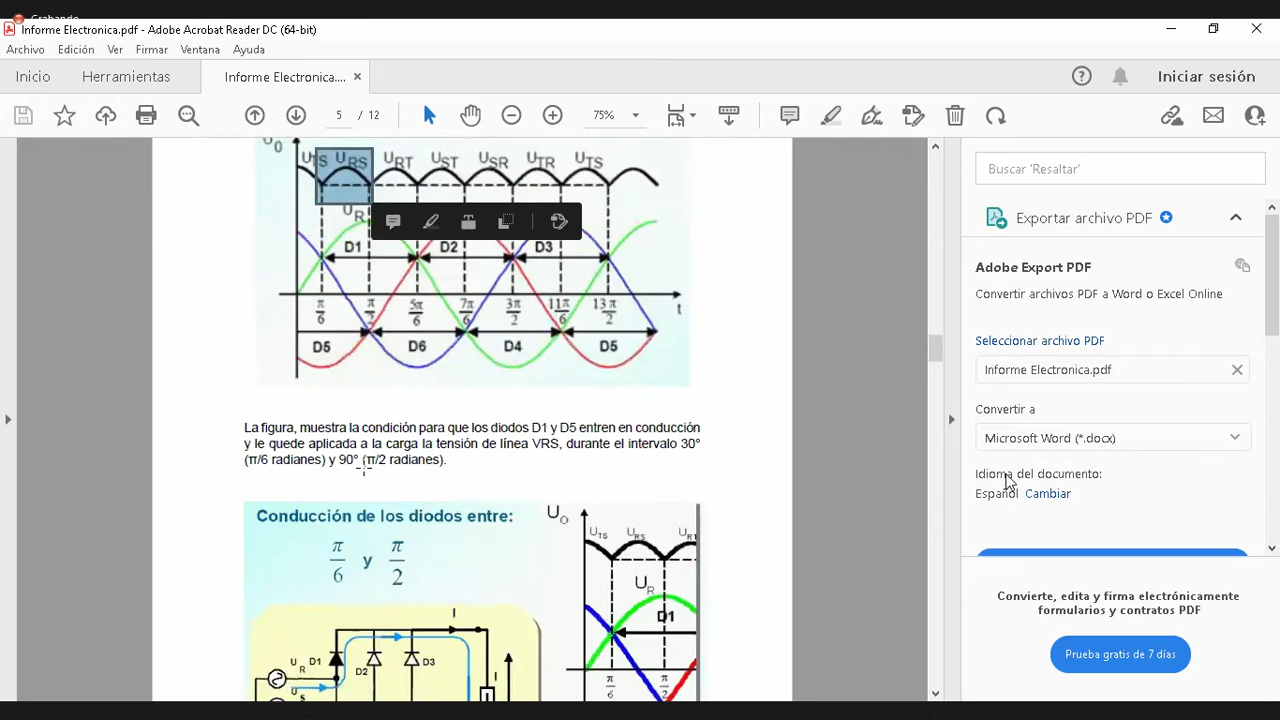 Grabando
Informe Electronica.pdf - Adobe Acrobat Reader DC (64-bit)
Archivo Edición Ver Firmar Ventana Ayuda
Inicio Herramientas Informe Electronica.... ×
5 / 12 75%
U0
UTS URS URT UST USR UTR UTS
UR
D1 D2 D3
π/6 π/2 5π/6 7π/6 3π/2 11π/6 13π/2 t
D5 D6 D4 D5
La figura, muestra la condición para que los diodos D1 y D5 entren en conducción
y le quede aplicada a la carga la tensión de línea VRS, durante el intervalo 30°
(π/6 radianes) y 90° (π/2 radianes).
Conducción de los diodos entre:
π/6 y π/2
I
UR D1 D2 D3
US
I
UO
UTS URS URT
UR
D1
π/6 π/2
Iniciar sesión
Buscar 'Resaltar'
Exportar archivo PDF
Adobe Export PDF
Convertir archivos PDF a Word o Excel Online
Seleccionar archivo PDF
Informe Electronica.pdf
Convertir a
Microsoft Word (*.docx)
Idioma del documento:
Español Cambiar
Convierte, edita y firma electrónicamente
formularios y contratos PDF
Prueba gratis de 7 días